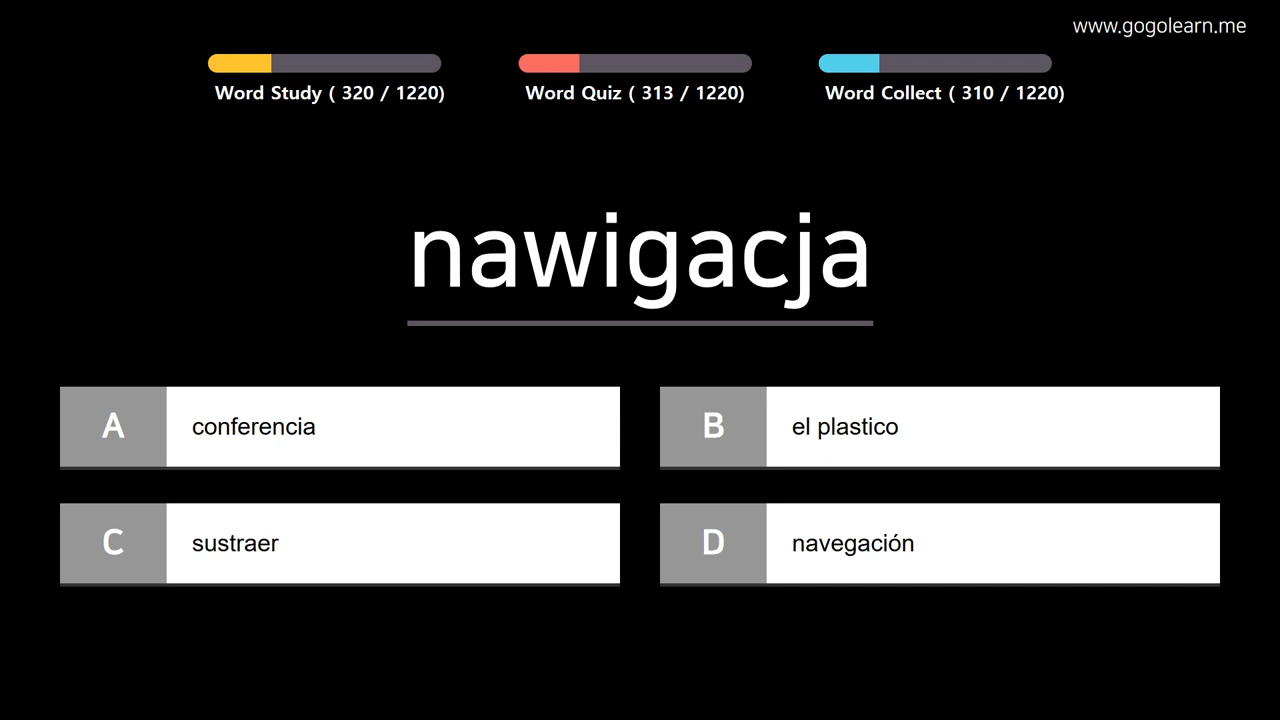 www.gogolearn.me
Word Study ( 320 / 1220)
Word Quiz ( 313 / 1220)
Word Collect ( 310 / 1220)
nawigacja
A conferencia
B el plastico
C sustraer
D navegación